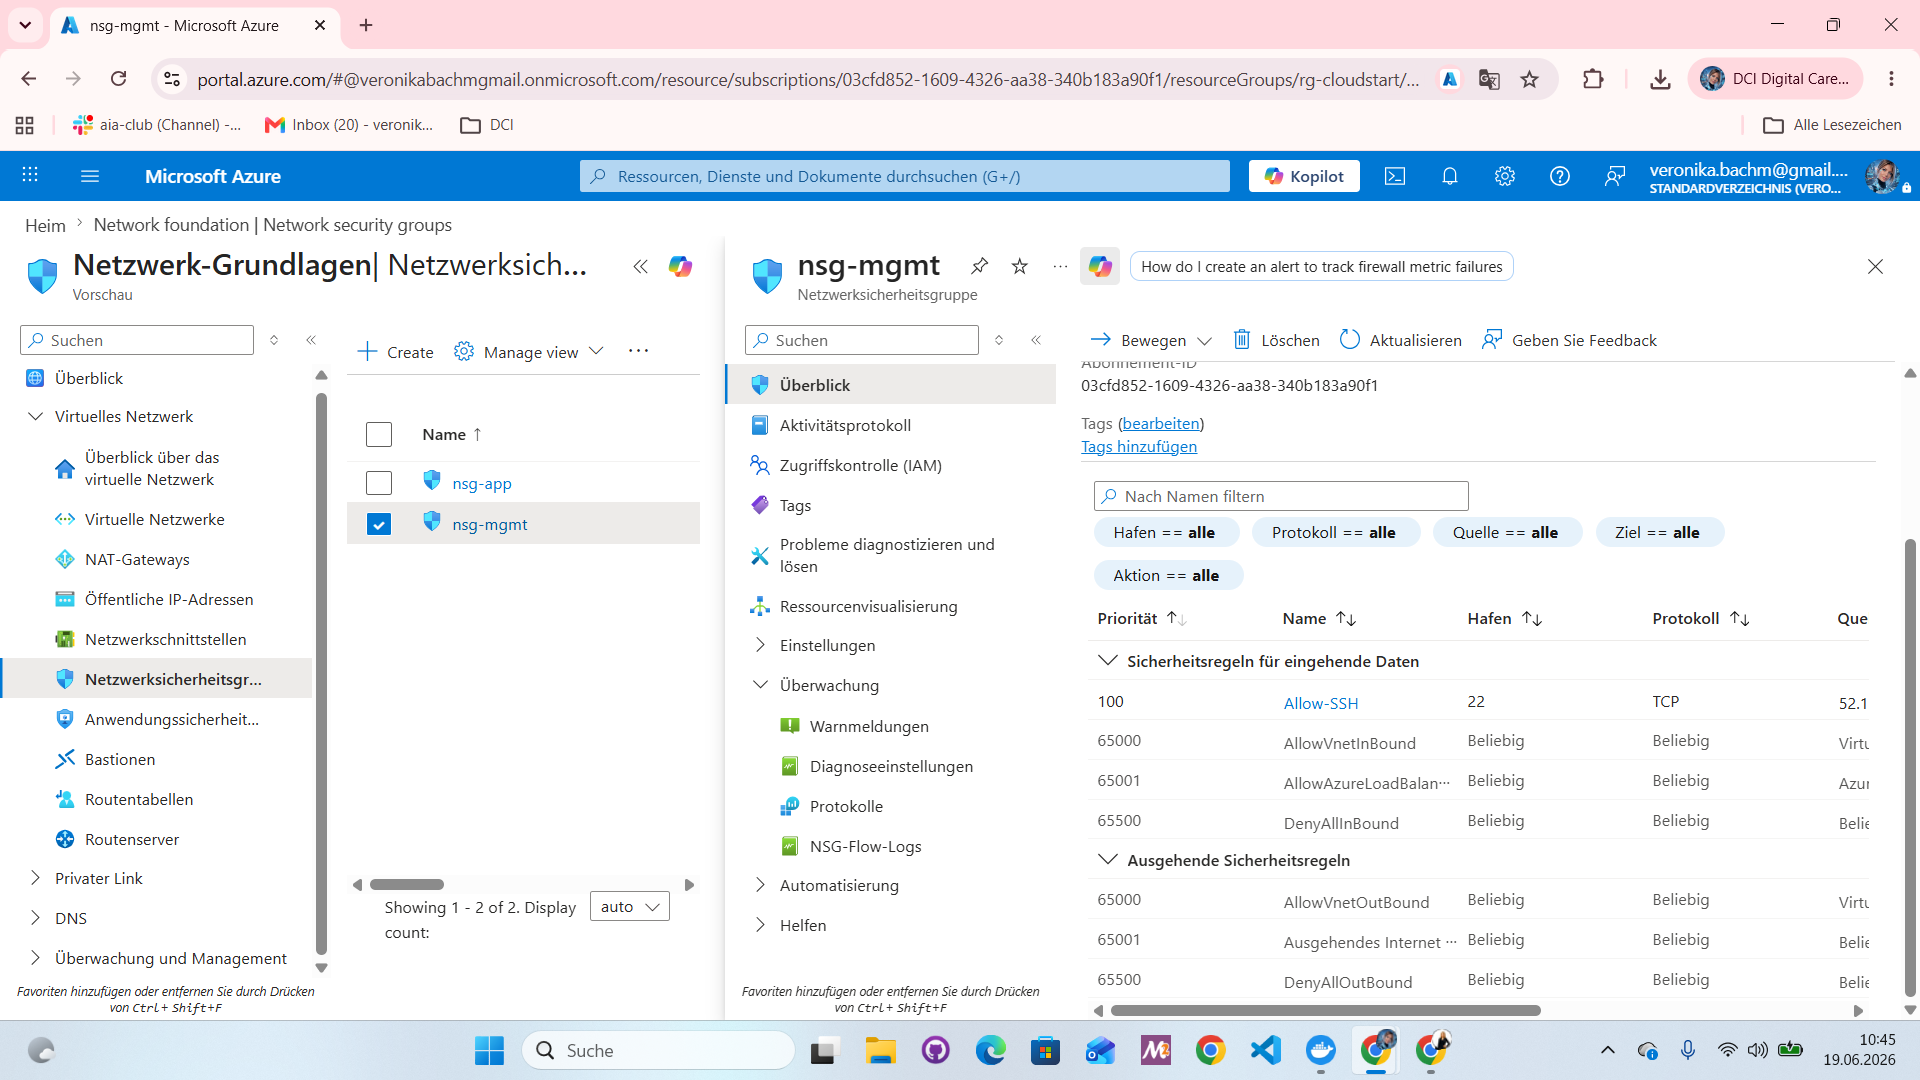 nsg-mgmt - Microsoft Azure
portal.azure.com/#@veronikabachmgmail.onmicrosoft.com/resource/subscriptions/03cfd852-1609-4326-aa38-340b183a90f1/resourceGroups/rg-cloudstart/...
DCI Digital Care...
aia-club (Channel) -...
Inbox (20) - veronik...
DCI
Alle Lesezeichen
Microsoft Azure
Ressourcen, Dienste und Dokumente durchsuchen (G+/)
Copilot
veronika.bachm@gmail....
STANDARDVERZEICHNIS (VERO...
Heim > Network foundation | Network security groups
Netzwerk-Grundlagen| Netzwerksich...
Vorschau
Suchen
Überblick
Virtuelles Netzwerk
Überblick über das
virtuelle Netzwerk
Virtuelle Netzwerke
NAT-Gateways
Öffentliche IP-Adressen
Netzwerkschnittstellen
Netzwerksicherheitsgr...
Anwendungssicherheit...
Bastionen
Routentabellen
Routenserver
Privater Link
DNS
Überwachung und Management
Favoriten hinzufügen oder entfernen Sie durch Drücken
von Ctrl+ Shift+F
Create
Manage view
Name ↑
nsg-app
nsg-mgmt
Showing 1 - 2 of 2. Display
count:
auto
nsg-mgmt
Netzwerksicherheitsgruppe
How do I create an alert to track firewall metric failures
Suchen
Überblick
Aktivitätsprotokoll
Zugriffskontrolle (IAM)
Tags
Probleme diagnostizieren und
lösen
Ressourcenvisualisierung
Einstellungen
Überwachung
Warnmeldungen
Diagnoseeinstellungen
Protokolle
NSG-Flow-Logs
Automatisierung
Helfen
Favoriten hinzufügen oder entfernen Sie durch Drücken
von Ctrl+ Shift+F
Bewegen
Löschen
Aktualisieren
Geben Sie Feedback
Abonnement-ID
03cfd852-1609-4326-aa38-340b183a90f1
Tags (bearbeiten)
Tags hinzufügen
Nach Namen filtern
Hafen == alle
Protokoll == alle
Quelle == alle
Ziel == alle
Aktion == alle
Priorität ↑↓ Name ↑↓ Hafen ↑↓ Protokoll ↑↓ Que
Sicherheitsregeln für eingehende Daten
100 Allow-SSH 22 TCP 52.1
65000 AllowVnetInBound Beliebig Beliebig Virtu
65001 AllowAzureLoadBalan... Beliebig Beliebig Azur
65500 DenyAllInBound Beliebig Beliebig Belie
Ausgehende Sicherheitsregeln
65000 AllowVnetOutBound Beliebig Beliebig Virtu
65001 Ausgehendes Internet ... Beliebig Beliebig Belie
65500 DenyAllOutBound Beliebig Beliebig Belie
Suche
10:45
19.06.2026